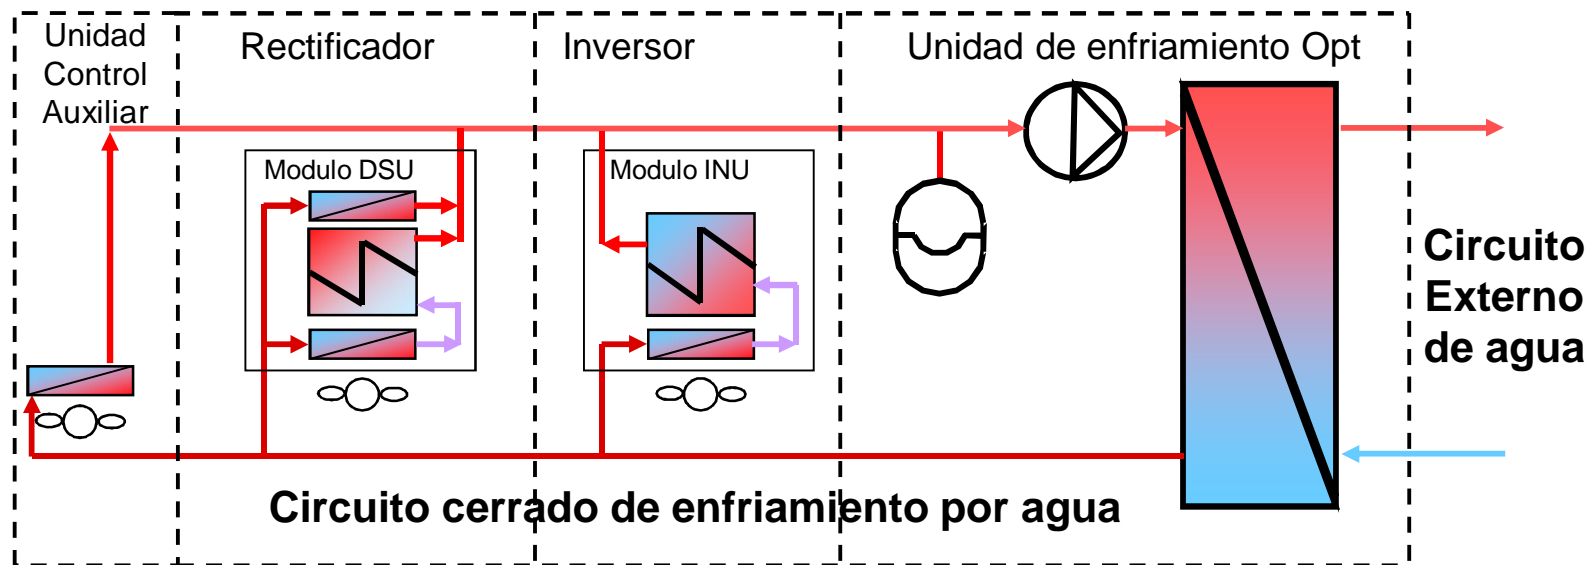 Unidad
Control
Auxiliar
Rectificador
Inversor
Unidad de enfriamiento Opt
Modulo DSU
Modulo INU
Circuito
Externo
de agua
Circuito cerrado de enfriamiento por agua